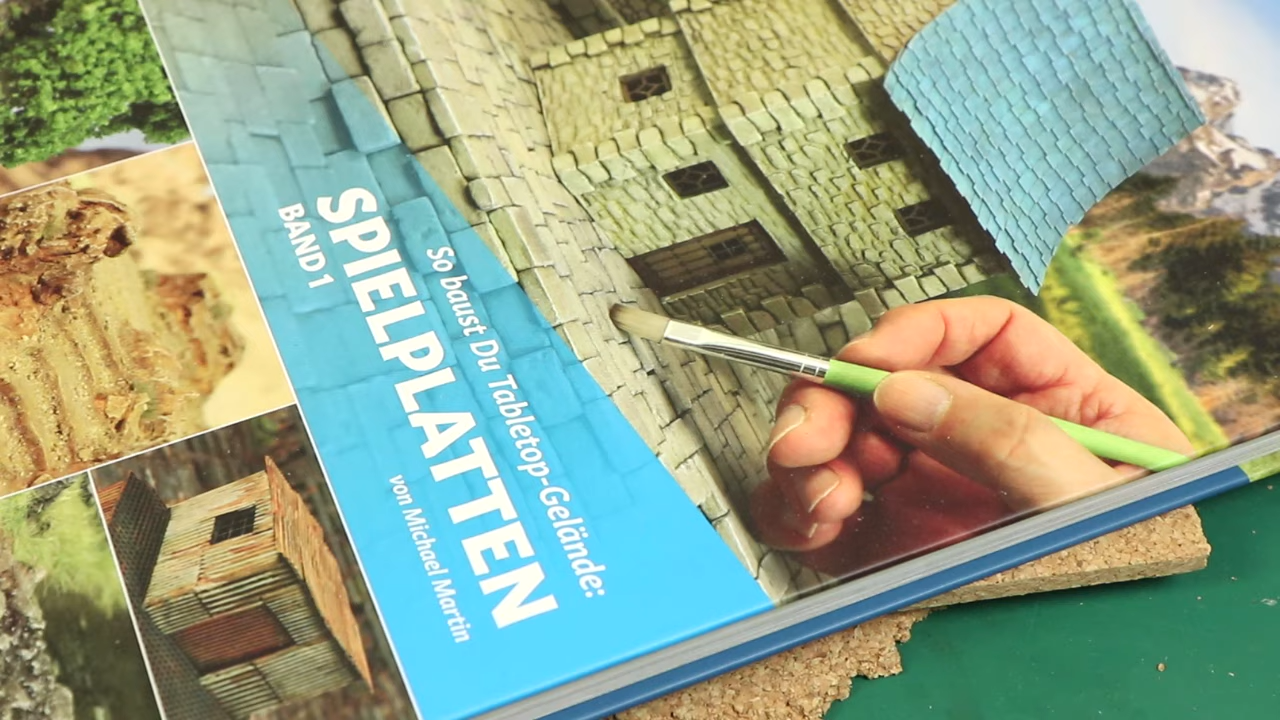 So baust Du Tabletop-Gelände:
SPIELPLATTEN
BAND 1
von Michael Martin